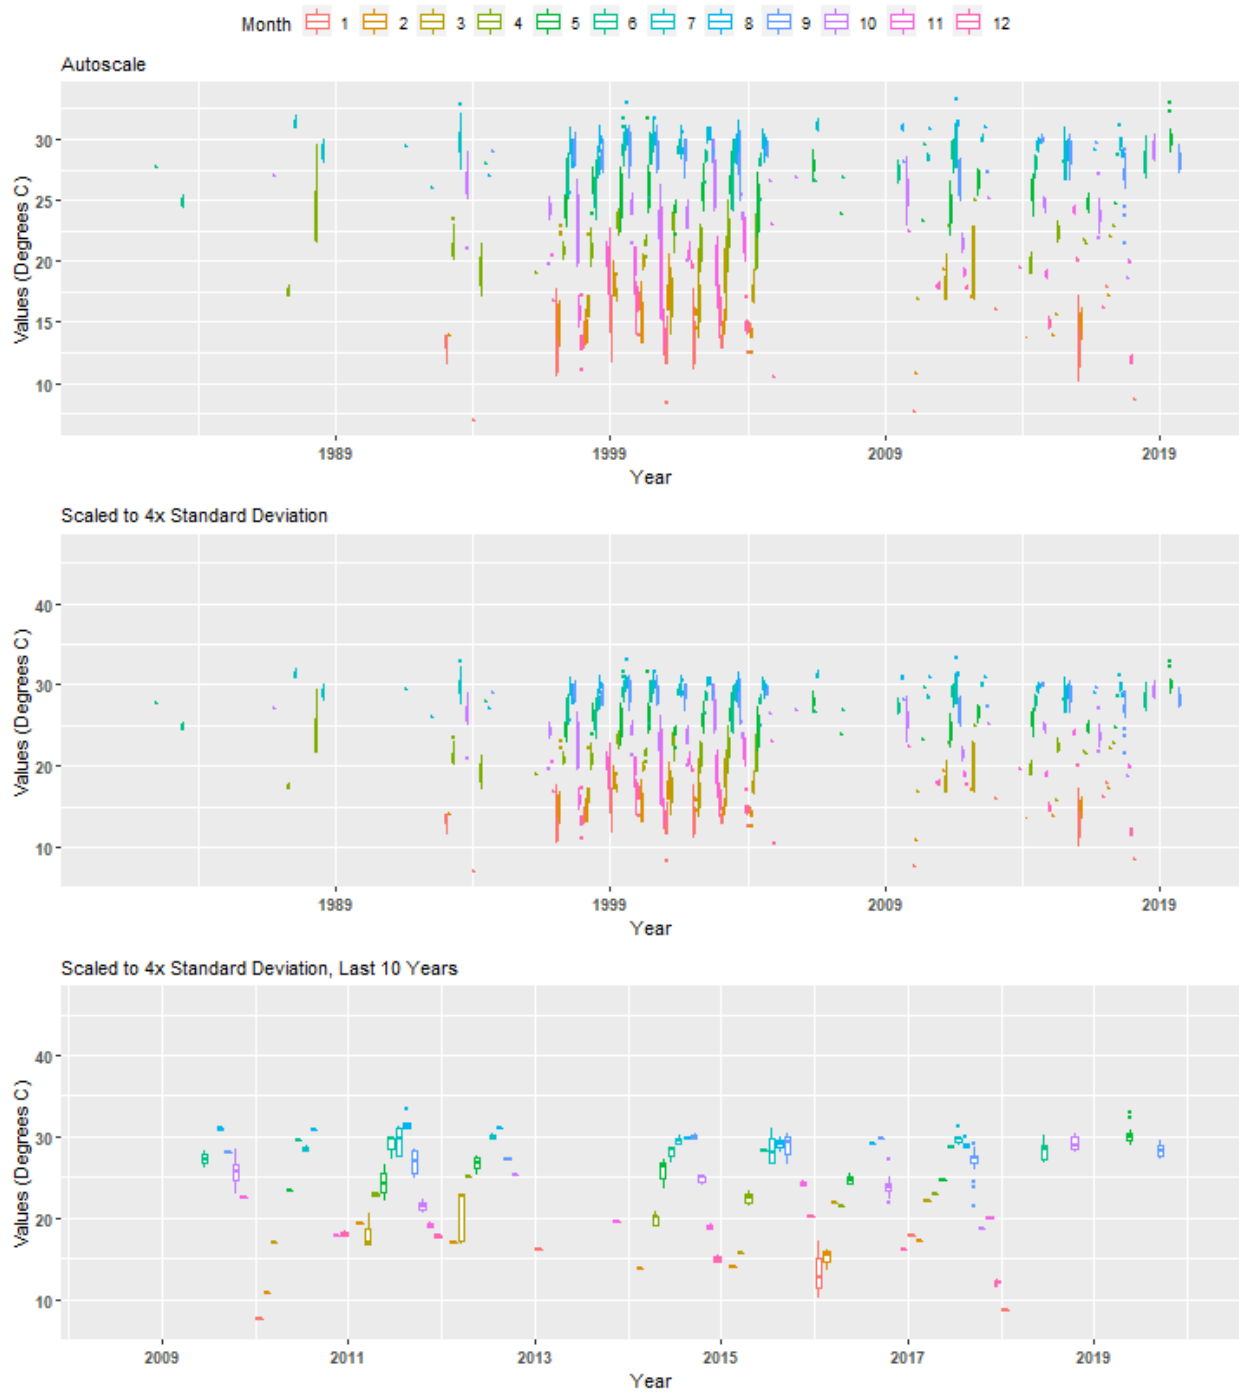 Month 1 2 3 4 5 6 7 8 9 10 11 12
Autoscale
Values (Degrees C)
30
25
20
15
10
1989 1999 2009 2019
Year
Scaled to 4x Standard Deviation
Values (Degrees C)
40
30
20
10
1989 1999 2009 2019
Year
Scaled to 4x Standard Deviation, Last 10 Years
Values (Degrees C)
40
30
20
10
2009 2011 2013 2015 2017 2019
Year